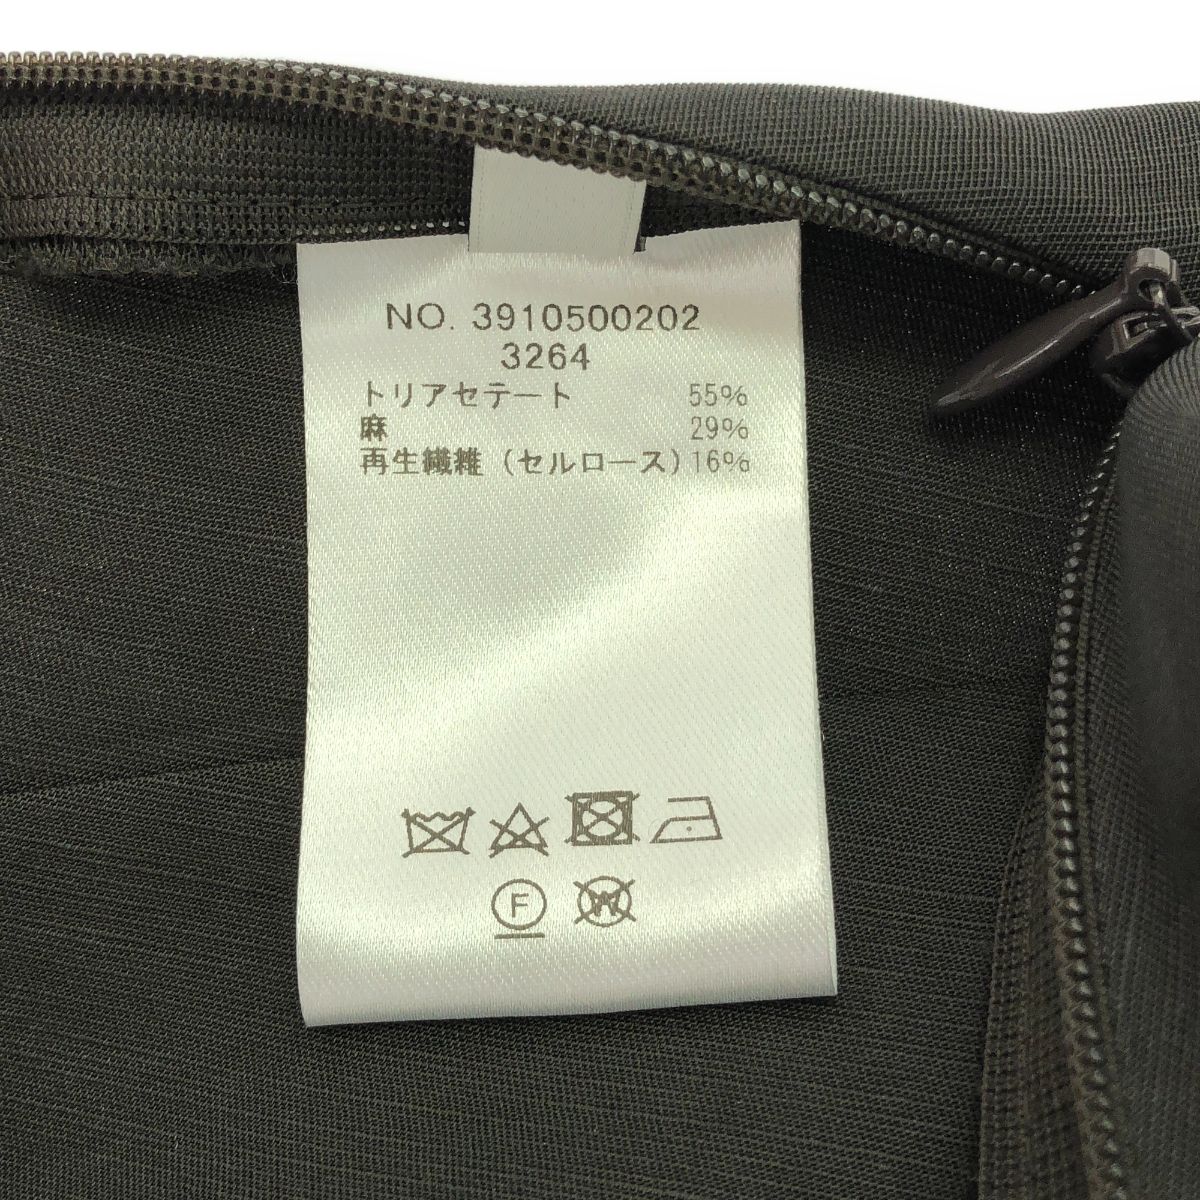 NO. 3910500202
3264
トリアセテート 55%
麻 29%
再生繊維(セルロース)16%
F W